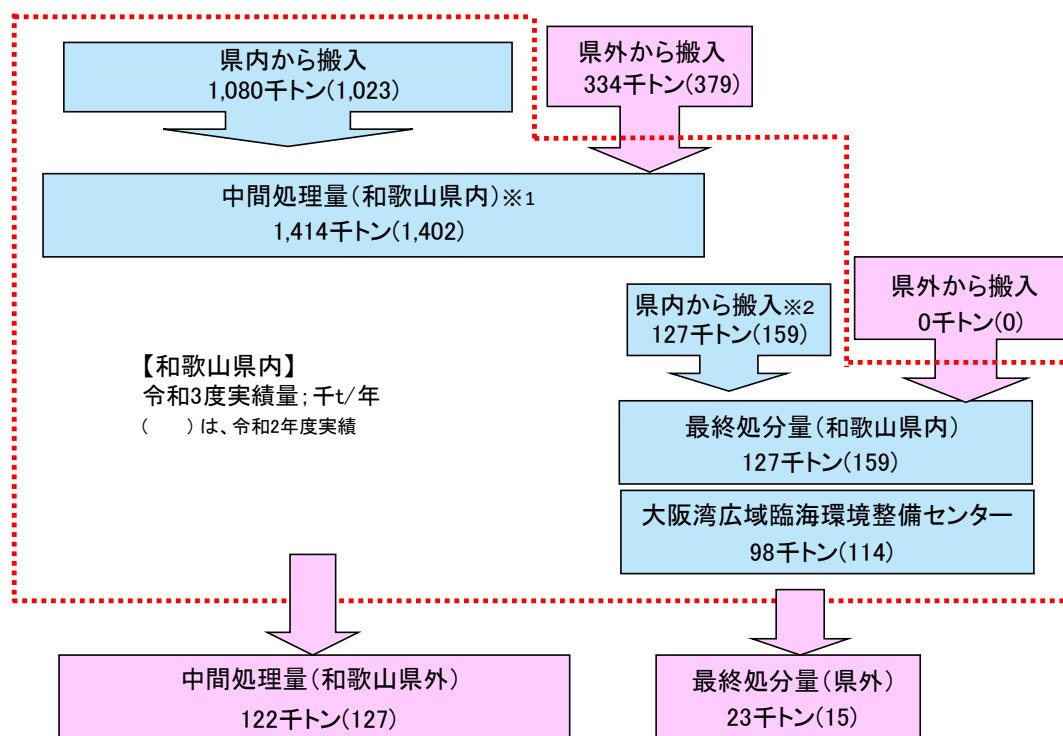 県内から搬入
1,080千トン(1,023)
県外から搬入
334千トン(379)
中間処理量(和歌山県内)※1
1,414千トン(1,402)
県内から搬入※2
127千トン(159)
県外から搬入
0千トン(0)
【和歌山県内】
令和3度実績量;千t/年
(　　)は、令和2年度実績
最終処分量(和歌山県内)
127千トン(159)
大阪湾広域臨海環境整備センター
98千トン(114)
中間処理量(和歌山県外)
122千トン(127)
最終処分量(県外)
23千トン(15)